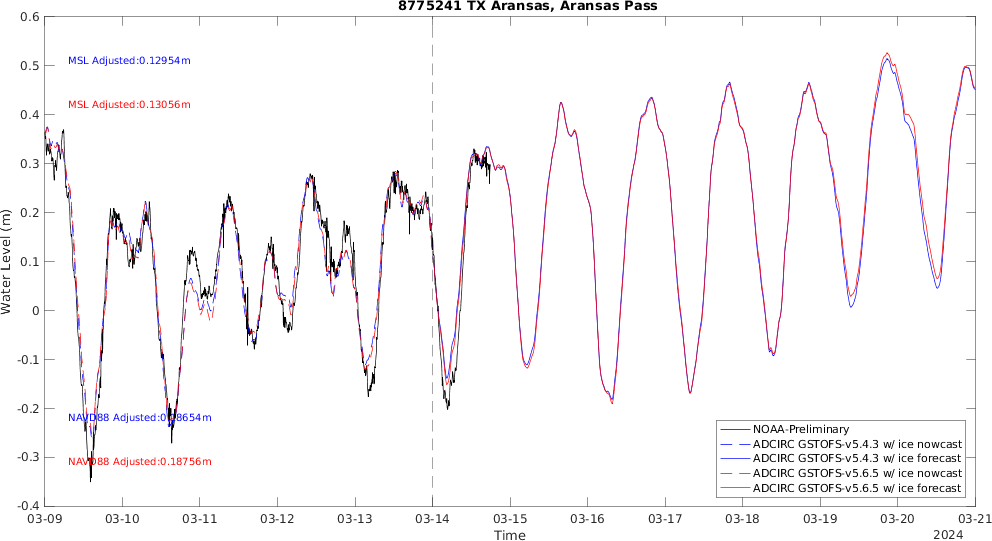 8775241 TX Aransas, Aransas Pass
0.6
0.5
0.4
0.3
0.2
0.1
0
-0.1
-0.2
-0.3
-0.4
Water Level (m)
MSL Adjusted:0.12954m
MSL Adjusted:0.13056m
NAVD88 Adjusted:0.18654m
NAVD88 Adjusted:0.18756m
NOAA-Preliminary
ADCIRC GSTOFS-v5.4.3 w/ ice nowcast
ADCIRC GSTOFS-v5.4.3 w/ ice forecast
ADCIRC GSTOFS-v5.6.5 w/ ice nowcast
ADCIRC GSTOFS-v5.6.5 w/ ice forecast
03-09 03-10 03-11 03-12 03-13 03-14 03-15 03-16 03-17 03-18 03-19 03-20 03-21
Time
2024